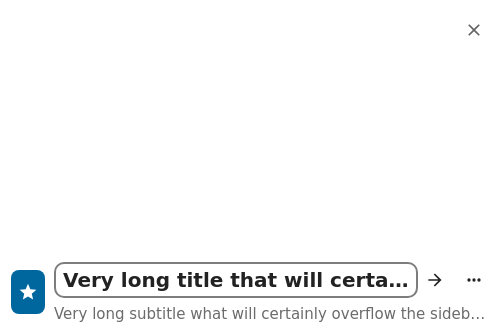 Very long title that will certa...
Very long subtitle what will certainly overflow the sideb...